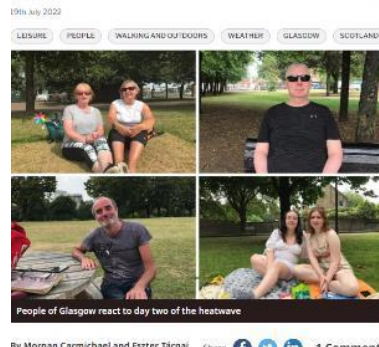 19th July 2022
LEISURE PEOPLE WALKING AND OUTDOORS WEATHER GLASGOW SCOTLAND
People of Glasgow react to day two of the heatwave
By Morgan Carmichael and Eszter Tárnai
1 Comment